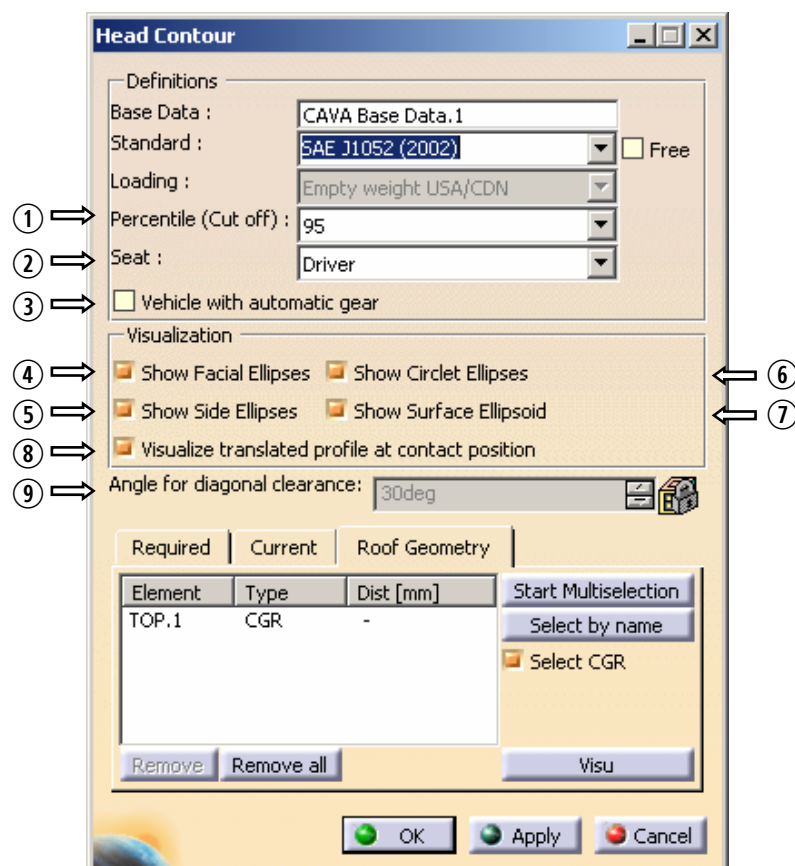 Head Contour
Definitions
Base Data : CAVA Base Data.1
Standard : SAE J1052 (2002) Free
Loading : Empty weight USA/CDN
① Percentile (Cut off) : 95
② Seat : Driver
③ Vehicle with automatic gear
Visualization
④ Show Facial Ellipses Show Circlet Ellipses ⑥
⑤ Show Side Ellipses Show Surface Ellipsoid ⑦
⑧ Visualize translated profile at contact position
⑨ Angle for diagonal clearance: 30deg
Required Current Roof Geometry
Element Type Dist [mm] Start Multiselection
TOP.1 CGR - Select by name
Select CGR
Remove Remove all Visu
OK Apply Cancel